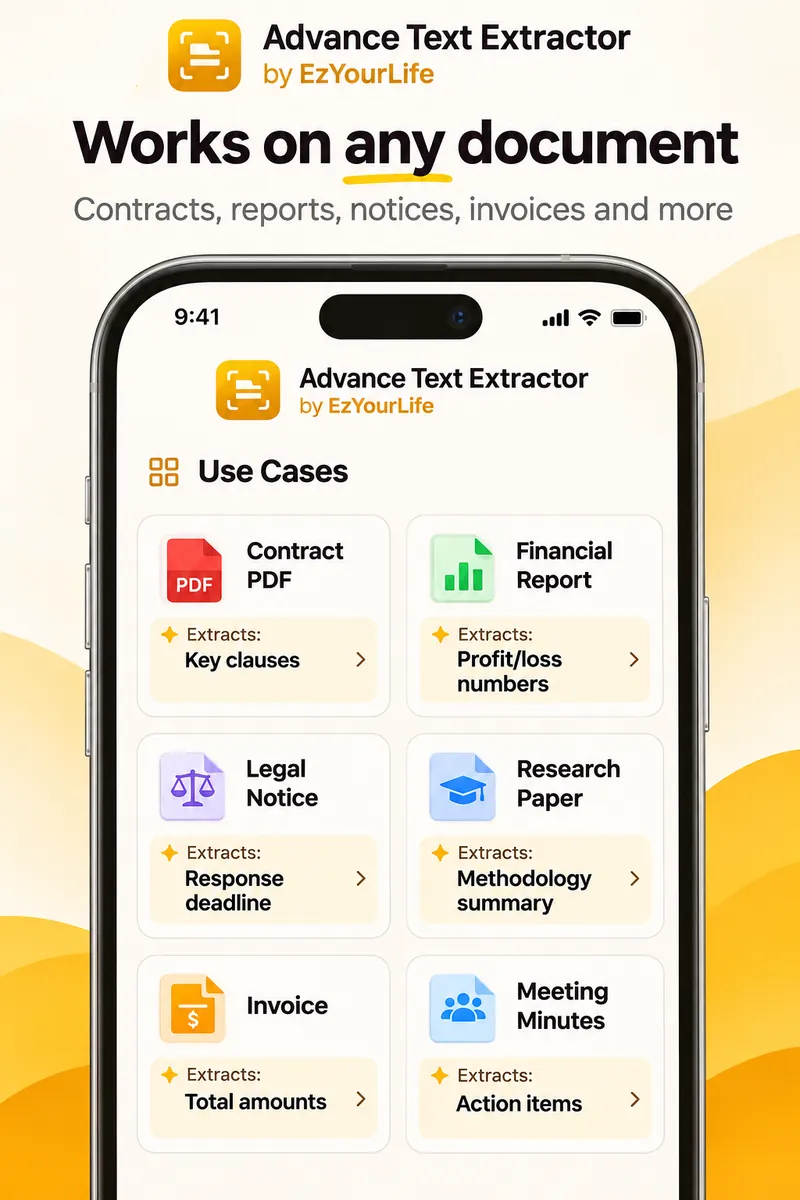 Advance Text Extractor
by EzYourLife
Works on any document
Contracts, reports, notices, invoices and more
9:41
Advance Text Extractor
by EzYourLife
Use Cases
PDF
Contract
PDF
Extracts:
Key clauses
Financial
Report
Extracts:
Profit/loss
numbers
Legal
Notice
Extracts:
Response
deadline
Research
Paper
Extracts:
Methodology
summary
$
Invoice
Extracts:
Total amounts
Meeting
Minutes
Extracts:
Action items